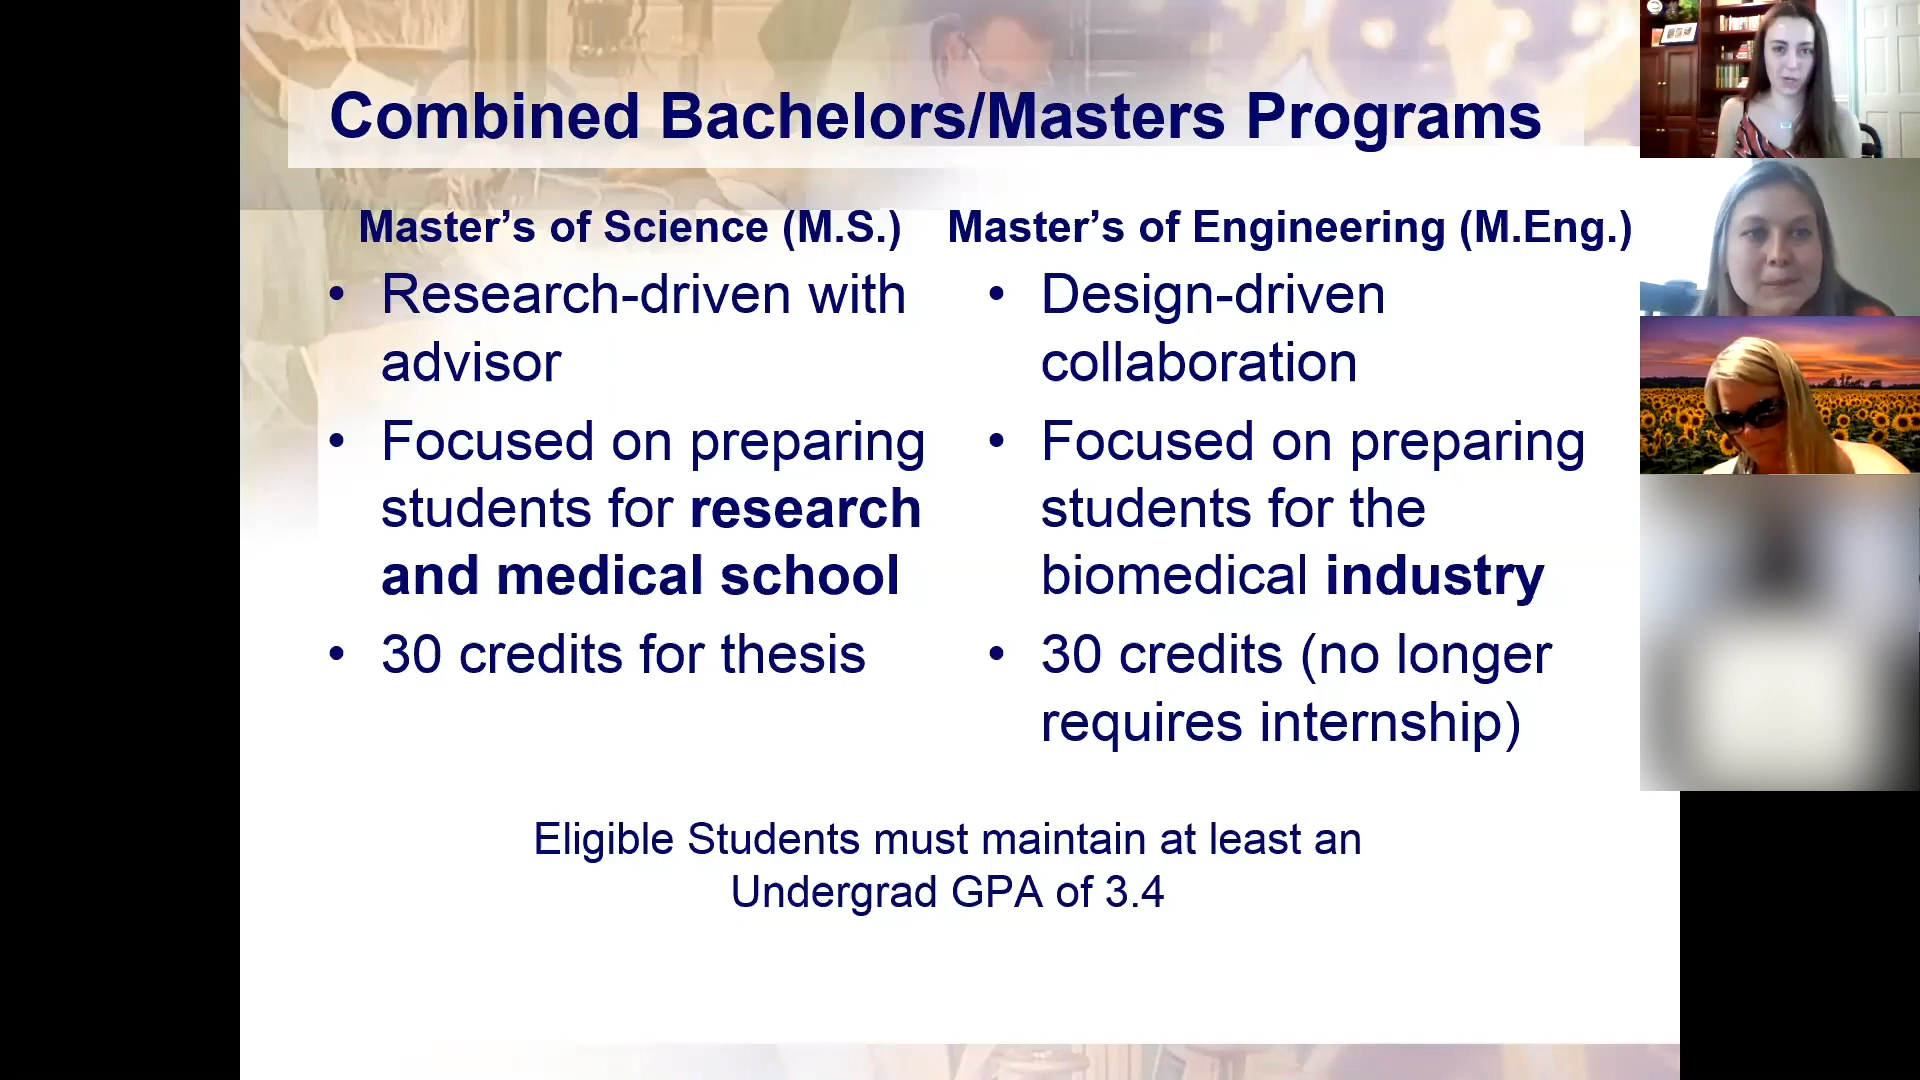 Combined Bachelors/Masters Programs
Master’s of Science (M.S.)
• Research-driven with
advisor
• Focused on preparing
students for research
and medical school
• 30 credits for thesis
Master’s of Engineering (M.Eng.)
• Design-driven
collaboration
• Focused on preparing
students for the
biomedical industry
• 30 credits (no longer
requires internship)
Eligible Students must maintain at least an
Undergrad GPA of 3.4